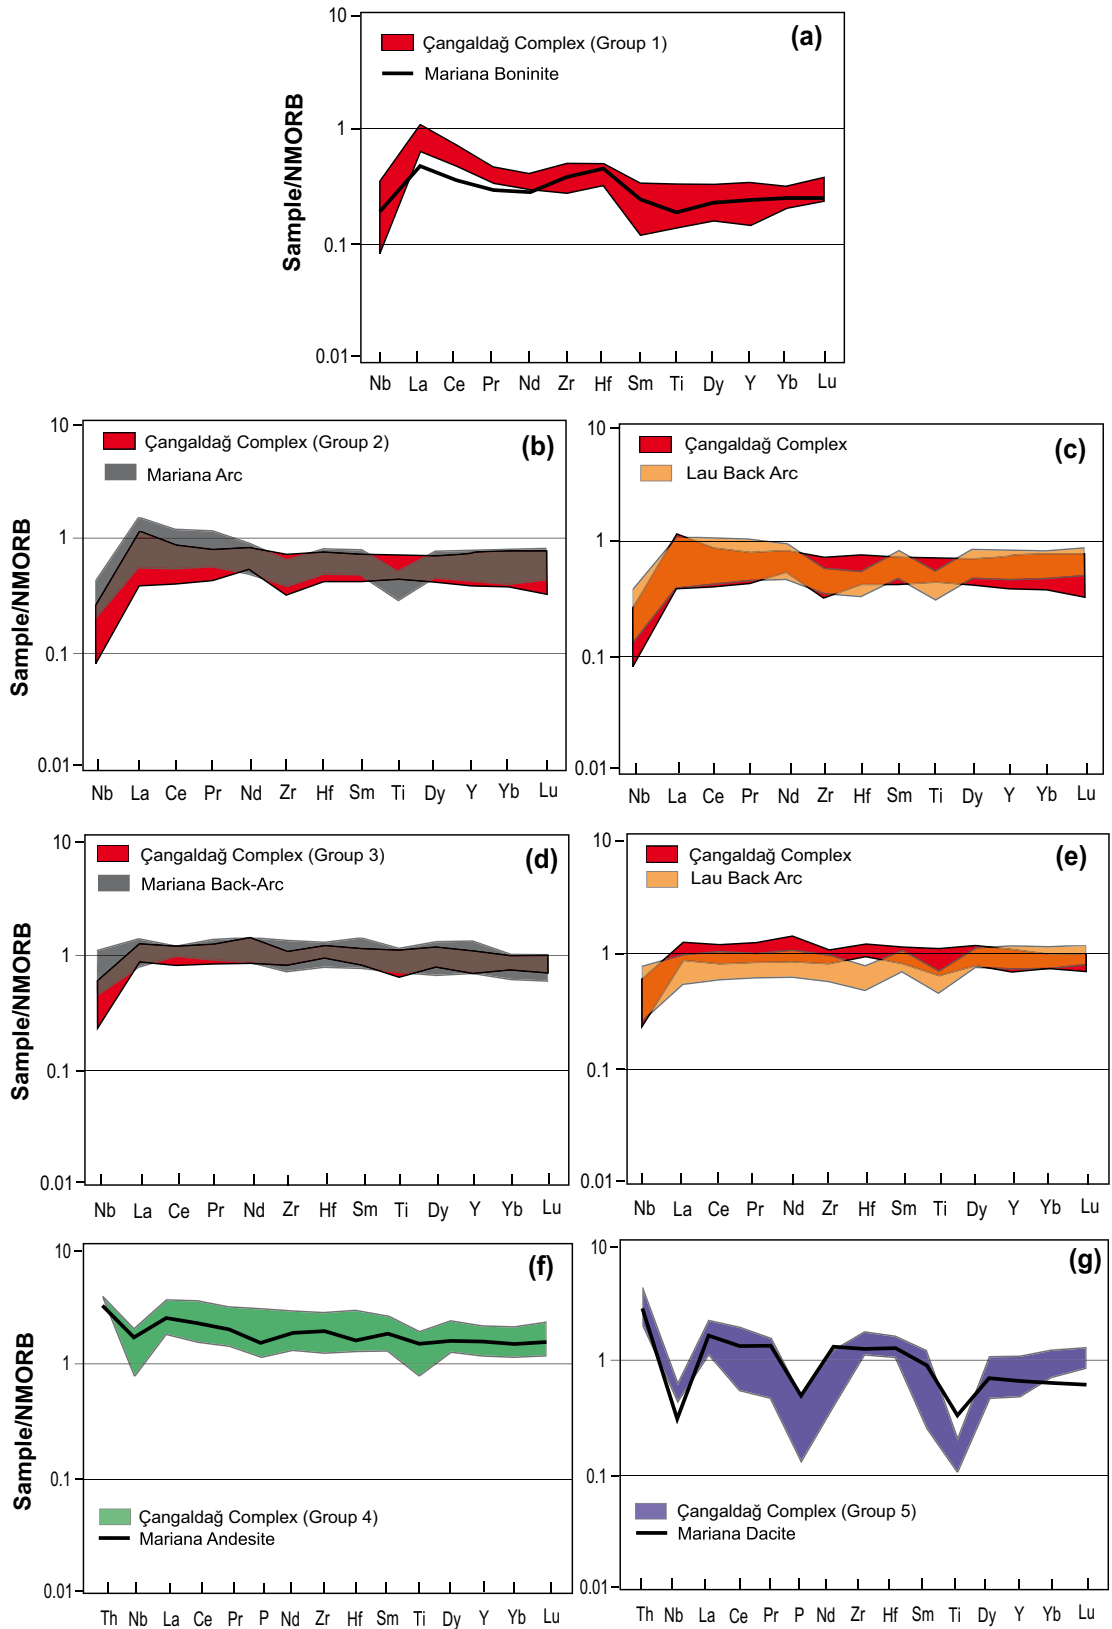 10
(a)
Çangaldağ Complex (Group 1)
Mariana Boninite
Sample/NMORB
1
0.1
0.01
Nb La Ce Pr Nd Zr Hf Sm Ti Dy Y Yb Lu
10
Çangaldağ Complex (Group 2)
(b)
Mariana Arc
Sample/NMORB
1
0.1
0.01
Nb La Ce Pr Nd Zr Hf Sm Ti Dy Y Yb Lu
10
Çangaldağ Complex
(c)
Lau Back Arc
1
0.1
0.01
Nb La Ce Pr Nd Zr Hf Sm Ti Dy Y Yb Lu
10
Çangaldağ Complex (Group 3)
(d)
Mariana Back-Arc
Sample/NMORB
1
0.1
0.01
Nb La Ce Pr Nd Zr Hf Sm Ti Dy Y Yb Lu
10
Çangaldağ Complex
(e)
Lau Back Arc
1
0.1
0.01
Nb La Ce Pr Nd Zr Hf Sm Ti Dy Y Yb Lu
10
(f)
Sample/NMORB
1
0.1
Çangaldağ Complex (Group 4)
Mariana Andesite
0.01
Th Nb La Ce Pr P Nd Zr Hf Sm Ti Dy Y Yb Lu
10
(g)
1
0.1
Çangaldağ Complex (Group 5)
Mariana Dacite
0.01
Th Nb La Ce Pr P Nd Zr Hf Sm Ti Dy Y Yb Lu